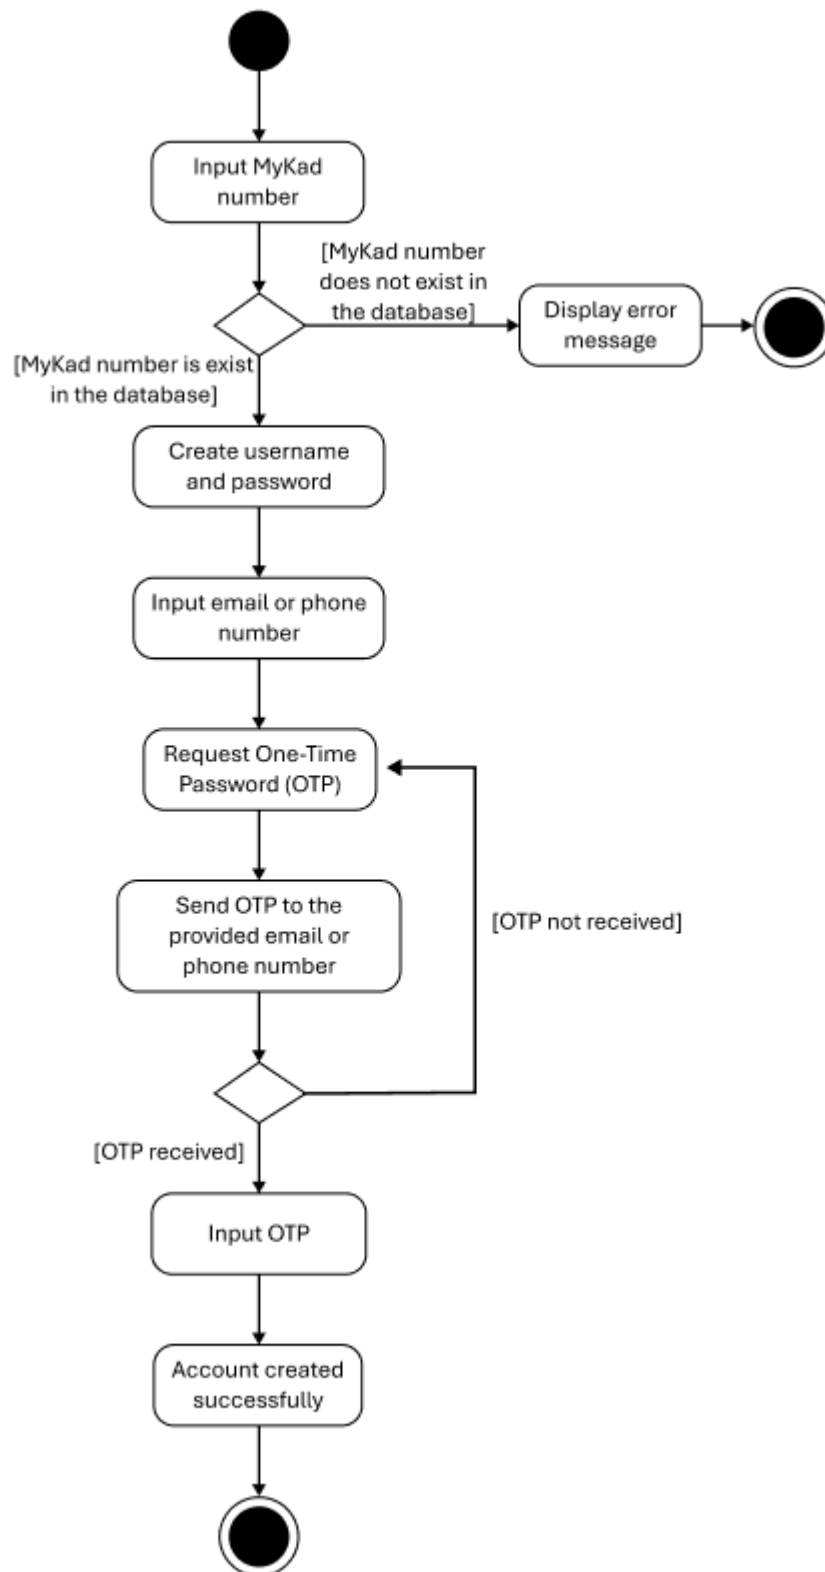 Input MyKad
number
[MyKad number
does not exist in
the database]
Display error
message
[MyKad number is exist
in the database]
Create username
and password
Input email or phone
number
Request One-Time
Password (OTP)
Send OTP to the
provided email or
phone number
[OTP not received]
[OTP received]
Input OTP
Account created
successfully